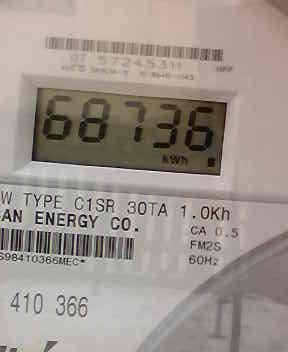 07 57245311
68736
kWh
W TYPE C1SR 30TA 1.0Kh
AN ENERGY CO.
CA 0.5
FM2S
S98410366MEC*
60Hz
410 366